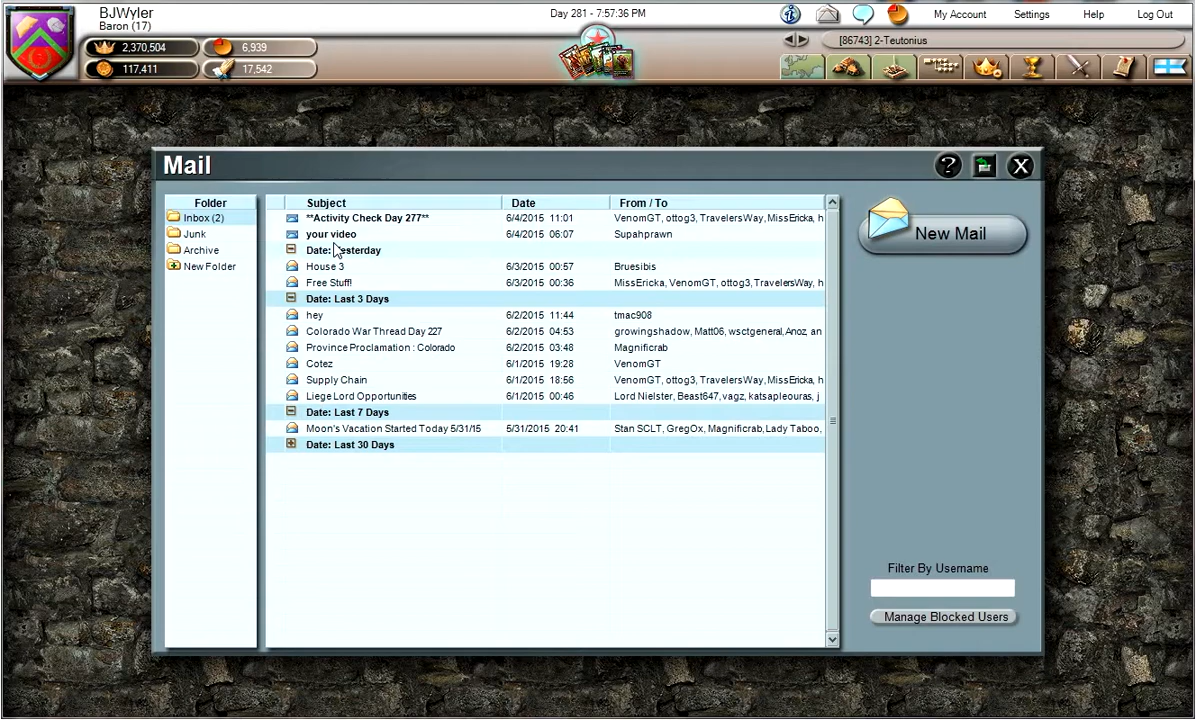 BJWyler
Baron (17)
2,370,504
6,939
117,411
17,542
Day 281 - 7:57:36 PM
My Account
Settings
Help
Log Out
[86743] 2-Teutonius
Mail
?
X
Folder
Inbox (2)
Junk
Archive
New Folder
Subject Date From / To
**Activity Check Day 277** 6/4/2015 11:01 VenomGT, ottog3, TravelersWay, MissEricka, h
your video 6/4/2015 06:07 Supahprawn
Date: Yesterday
House 3 6/3/2015 00:57 Bruesibis
Free Stuff! 6/3/2015 00:36 MissEricka, VenomGT, ottog3, TravelersWay, h
Date: Last 3 Days
hey 6/2/2015 11:44 tmac908
Colorado War Thread Day 227 6/2/2015 04:53 growingshadow, Matt06, wsctgeneral, Anoz, an
Province Proclamation : Colorado 6/2/2015 03:48 Magnificrab
Cotez 6/1/2015 19:28 VenomGT
Supply Chain 6/1/2015 18:56 VenomGT, ottog3, TravelersWay, MissEricka, h
Liege Lord Opportunities 6/1/2015 00:46 Lord Nielster, Beast647, vagz, katsapleouras, j
Date: Last 7 Days
Moon's Vacation Started Today 5/31/15 5/31/2015 20:41 Stan SCLT, GregOx, Magnificrab, Lady Taboo,
Date: Last 30 Days
New Mail
Filter By Username
Manage Blocked Users